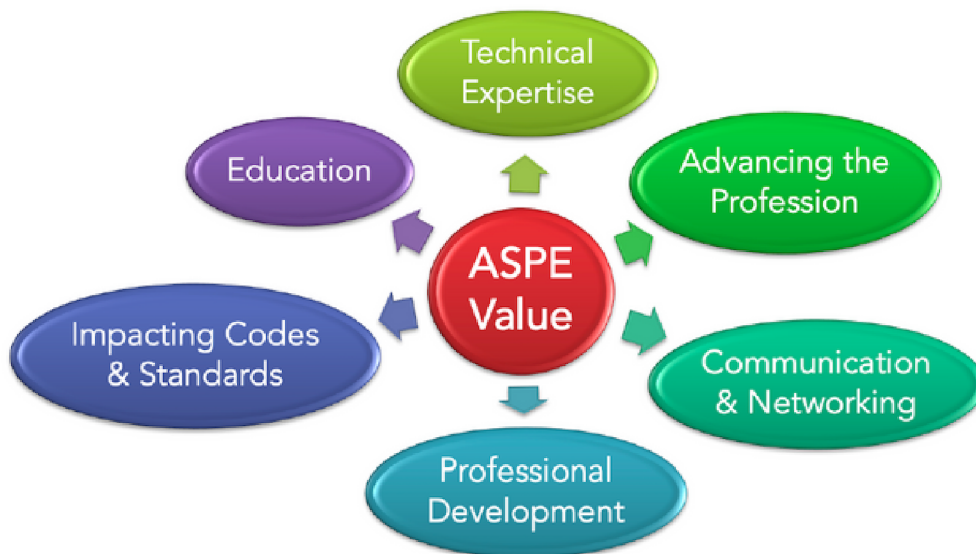 Technical
Expertise
Education
Advancing the
Profession
ASPE
Value
Impacting Codes
& Standards
Communication
& Networking
Professional
Development